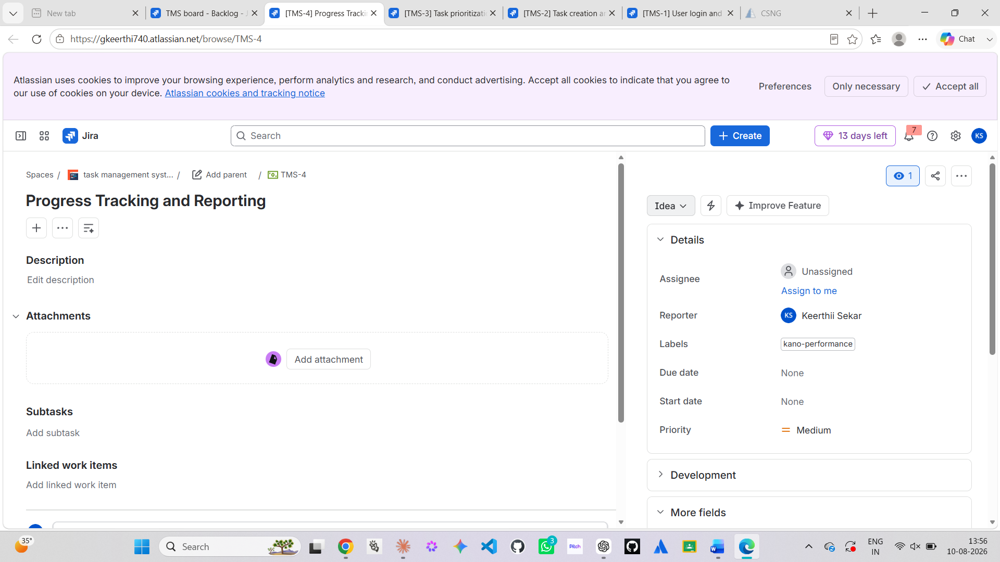 New tab
TMS board - Backlog - J
[TMS-4] Progress Trackin
[TMS-3] Task prioritizatio
[TMS-2] Task creation an
[TMS-1] User login and
CSNG
https://gkeerthi740.atlassian.net/browse/TMS-4
Chat
Atlassian uses cookies to improve your browsing experience, perform analytics and research, and conduct advertising. Accept all cookies to indicate that you agree to
our use of cookies on your device. Atlassian cookies and tracking notice
Preferences
Only necessary
Accept all
Jira
Search
Create
13 days left
7
KS
Spaces / task management syst... / Add parent / TMS-4
1
Progress Tracking and Reporting
Idea
Improve Feature
Description
Edit description
Attachments
Add attachment
Subtasks
Add subtask
Linked work items
Add linked work item
Details
Assignee
Unassigned
Assign to me
Reporter
KS
Keerthii Sekar
Labels
kano-performance
Due date
None
Start date
None
Priority
Medium
Development
More fields
35°
Search
3
Pitch
ENG
IN
13:56
10-08-2026